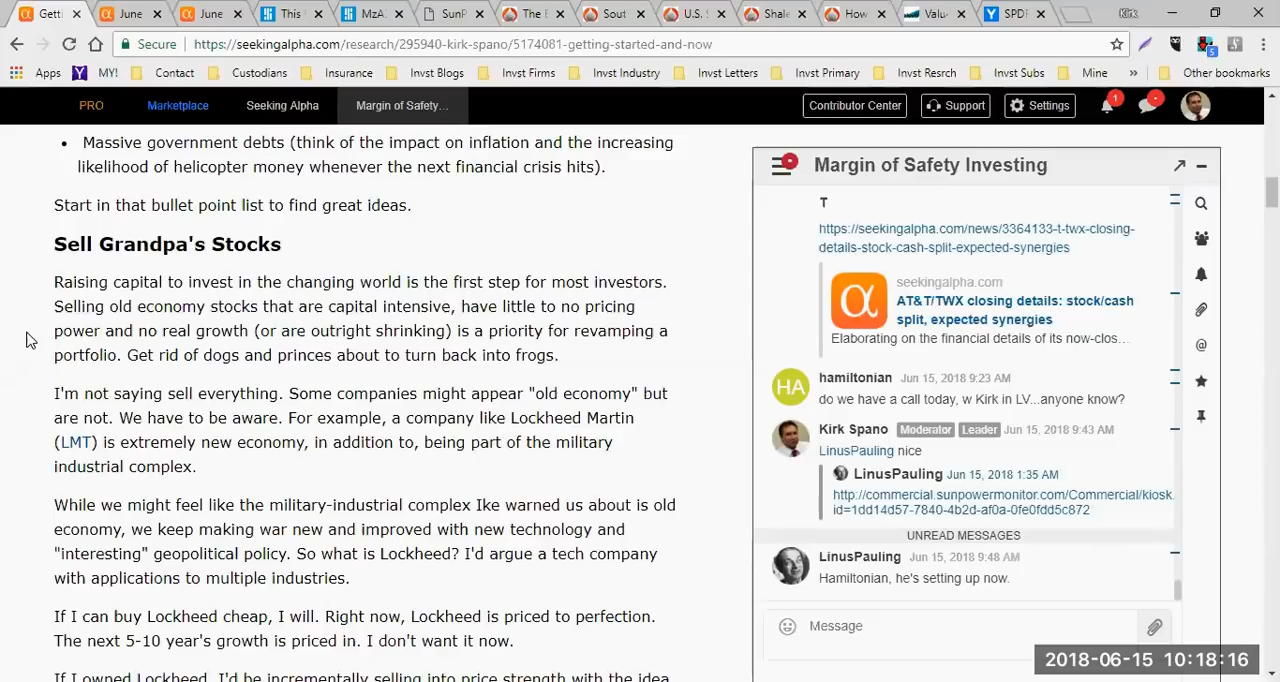 Getti
June
June
This
MzA
SunP
The E
Sout
U.S.
Shale
How
Valu
SPDF
Kirk
Secure
https://seekingalpha.com/research/295940-kirk-spano/5174081-getting-started-and-now
Apps
MY!
Contact
Custodians
Insurance
Invst Blogs
Invst Firms
Invst Industry
Invst Letters
Invst Primary
Invst Resrch
Invst Subs
Mine
»
Other bookmarks
PRO
Marketplace
Seeking Alpha
Margin of Safety...
Contributor Center
Support
Settings
1
Massive government debts (think of the impact on inflation and the increasing
likelihood of helicopter money whenever the next financial crisis hits).
Start in that bullet point list to find great ideas.
Sell Grandpa's Stocks
Raising capital to invest in the changing world is the first step for most investors.
Selling old economy stocks that are capital intensive, have little to no pricing
power and no real growth (or are outright shrinking) is a priority for revamping a
portfolio. Get rid of dogs and princes about to turn back into frogs.
I'm not saying sell everything. Some companies might appear "old economy" but
are not. We have to be aware. For example, a company like Lockheed Martin
(LMT) is extremely new economy, in addition to, being part of the military
industrial complex.
While we might feel like the military-industrial complex Ike warned us about is old
economy, we keep making war new and improved with new technology and
"interesting" geopolitical policy. So what is Lockheed? I'd argue a tech company
with applications to multiple industries.
If I can buy Lockheed cheap, I will. Right now, Lockheed is priced to perfection.
The next 5-10 year's growth is priced in. I don't want it now.
If I owned Lockheed, I'd be incrementally selling into price strength with the idea
Margin of Safety Investing
T
https://seekingalpha.com/news/3364133-t-twx-closing-
details-stock-cash-split-expected-synergies
seekingalpha.com
AT&T/TWX closing details: stock/cash
split, expected synergies
Elaborating on the financial details of its now-clos...
HA
hamiltonian Jun 15, 2018 9:23 AM
do we have a call today, w Kirk in LV...anyone know?
Kirk Spano Moderator Leader Jun 15, 2018 9:43 AM
LinusPauling nice
LinusPauling Jun 15, 2018 1:35 AM
http://commercial.sunpowermonitor.com/Commercial/kiosk.
id=1dd14d57-7840-4b2d-af0a-0fe0fdd5c872
UNREAD MESSAGES
LinusPauling Jun 15, 2018 9:48 AM
Hamiltonian, he's setting up now.
Message
2018-06-15 10:18:16